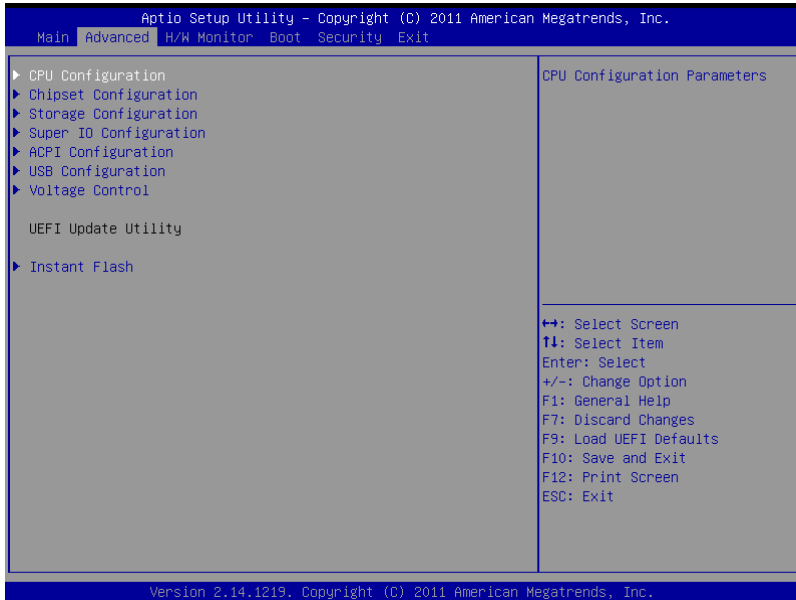 Aptio Setup Utility – Copyright (C) 2011 American Megatrends, Inc.
Main Advanced H/W Monitor Boot Security Exit
CPU Configuration
Chipset Configuration
Storage Configuration
Super IO Configuration
ACPI Configuration
USB Configuration
Voltage Control
UEFI Update Utility
Instant Flash
CPU Configuration Parameters
↔: Select Screen
↑↓: Select Item
Enter: Select
+/-: Change Option
F1: General Help
F7: Discard Changes
F9: Load UEFI Defaults
F10: Save and Exit
F12: Print Screen
ESC: Exit
Version 2.14.1219. Copyright (C) 2011 American Megatrends, Inc.